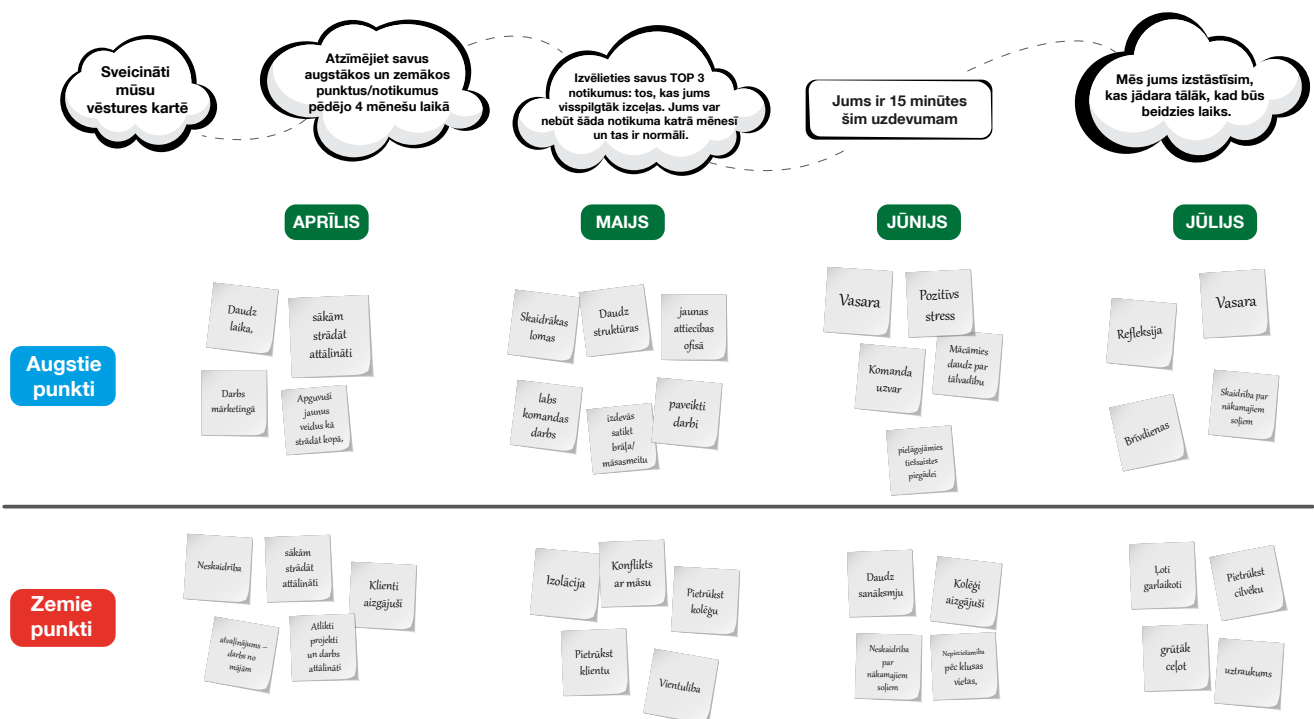 Sveicināti
mūsu
vēstures kartē
Atzīmējiet savus
augstākos un zemākos
punktus/notikumus
pēdējo 4 mēnešu laikā
Izvēlieties savus TOP 3
notikumus: tos, kas jums
visspilgtāk izceļas. Jums var
nebūt šāda notikuma katrā mēnesī
un tas ir normāli.
Jums ir 15 minūtes
šim uzdevumam
Mēs jums izstāstīsim,
kas jādara tālāk, kad būs
beidzies laiks.
APRĪLIS
MAIJS
JŪNIJS
JŪLIJS
Augstie
punkti
Daudz
laika,
sākām
strādāt
attālināti
Darbs
mārketingā
Apguvuši
jaunus
veidus kā
strādāt kopā,
Skaidrākas
lomas
Daudz
struktūras
jaunas
attiecības
ofisā
labs
komandas
darbs
izdevās
satikt
brāļa/
māsasmeitu
paveikti
darbi
Vasara
Pozitīvs
stress
Komanda
uzvar
Mācāmies
daudz par
tālvadību
pielāgojāmies
tiešsaistes
piegādei
Refleksija
Vasara
Brīvdienas
Skaidrība par
nākamajiem
soļiem
Zemie
punkti
Neskaidrība
sākām
strādāt
attālināti
Klienti
aizgājuši
atvaļinājums –
darbs no
mājām
Atlikti
projekti
un darbs
attālināti
Izolācija
Konflikts
ar māsu
Pietrūkst
kolēģu
Pietrūkst
klientu
Vientulība
Daudz
sanāksmju
Kolēģi
aizgājuši
Neskaidrība
par
nākamajiem
soļiem
Nepieciešamība
pēc klusas
vietas,
Ļoti
garlaikoti
Pietrūkst
cilvēku
grūtāk
ceļot
uztraukums